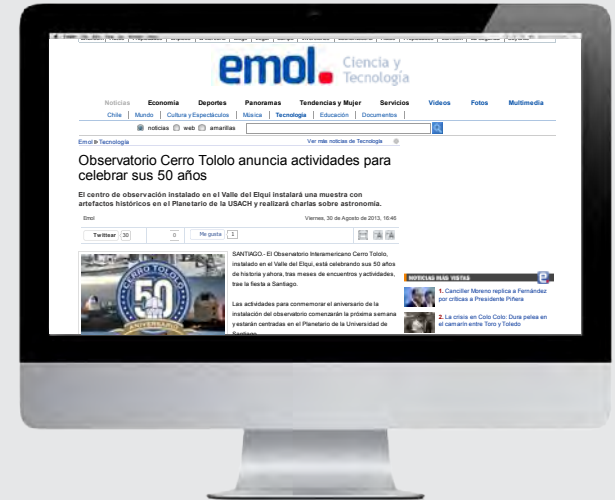 emol. Ciencia y
Tecnología
Noticias Economía Deportes Panoramas Tendencias y Mujer Servicios Videos Fotos Multimedia
Chile | Mundo | Cultura y Espectáculos | Música | Tecnología | Educación | Documentos |
noticias web amarillas
Emol » Tecnología Ver más noticias de Tecnología
Observatorio Cerro Tololo anuncia actividades para
celebrar sus 50 años
El centro de observación instalado en el Valle del Elqui instalará una muestra con
artefactos históricos en el Planetario de la USACH y realizará charlas sobre astronomía.
Emol Viernes, 30 de Agosto de 2013, 16:46
Twittear 30 0 Me gusta 1
SANTIAGO.- El Observatorio Interamericano Cerro Tololo,
instalado en el Valle del Elqui, está celebrando sus 50 años
de historia y ahora, tras meses de encuentros y actividades,
trae la fiesta a Santiago.
Las actividades para conmemorar el aniversario de la
instalación del observatorio comenzarán la próxima semana
y estarán centradas en el Planetario de la Universidad de
Santiago.
CERRO TOLOLO
50
ANIVERSARIO
NOTICIAS MÁS VISTAS
1. Canciller Moreno replica a Fernández
por críticas a Presidente Piñera
2. La crisis en Colo Colo: Dura pelea en
el camarín entre Toro y Toledo